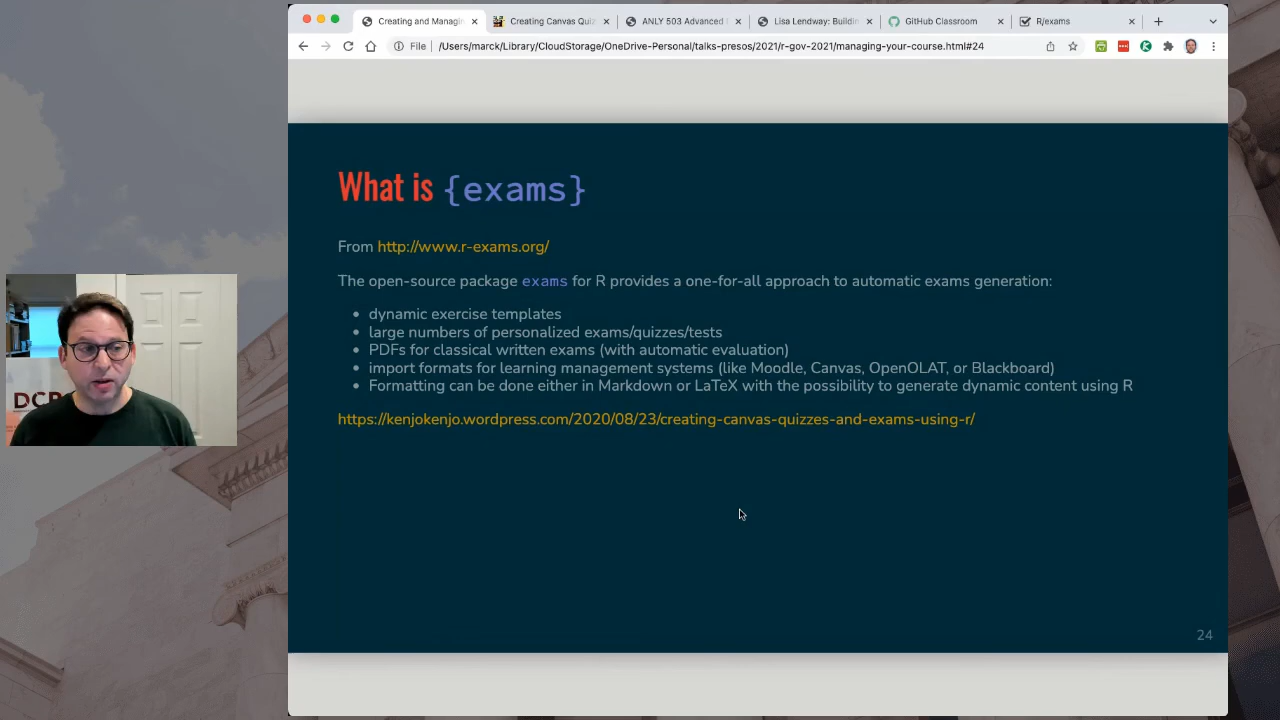 Creating and Managin
Creating Canvas Quiz
ANLY 503 Advanced
Lisa Lendway: Buildin
GitHub Classroom
R/exams
File
/Users/marck/Library/CloudStorage/OneDrive-Personal/talks-presos/2021/r-gov-2021/managing-your-course.html#24
What is {exams}
From http://www.r-exams.org/
The open-source package exams for R provides a one-for-all approach to automatic exams generation:
• dynamic exercise templates
• large numbers of personalized exams/quizzes/tests
• PDFs for classical written exams (with automatic evaluation)
• import formats for learning management systems (like Moodle, Canvas, OpenOLAT, or Blackboard)
• Formatting can be done either in Markdown or LaTeX with the possibility to generate dynamic content using R
https://kenjokenjo.wordpress.com/2020/08/23/creating-canvas-quizzes-and-exams-using-r/
DC
24